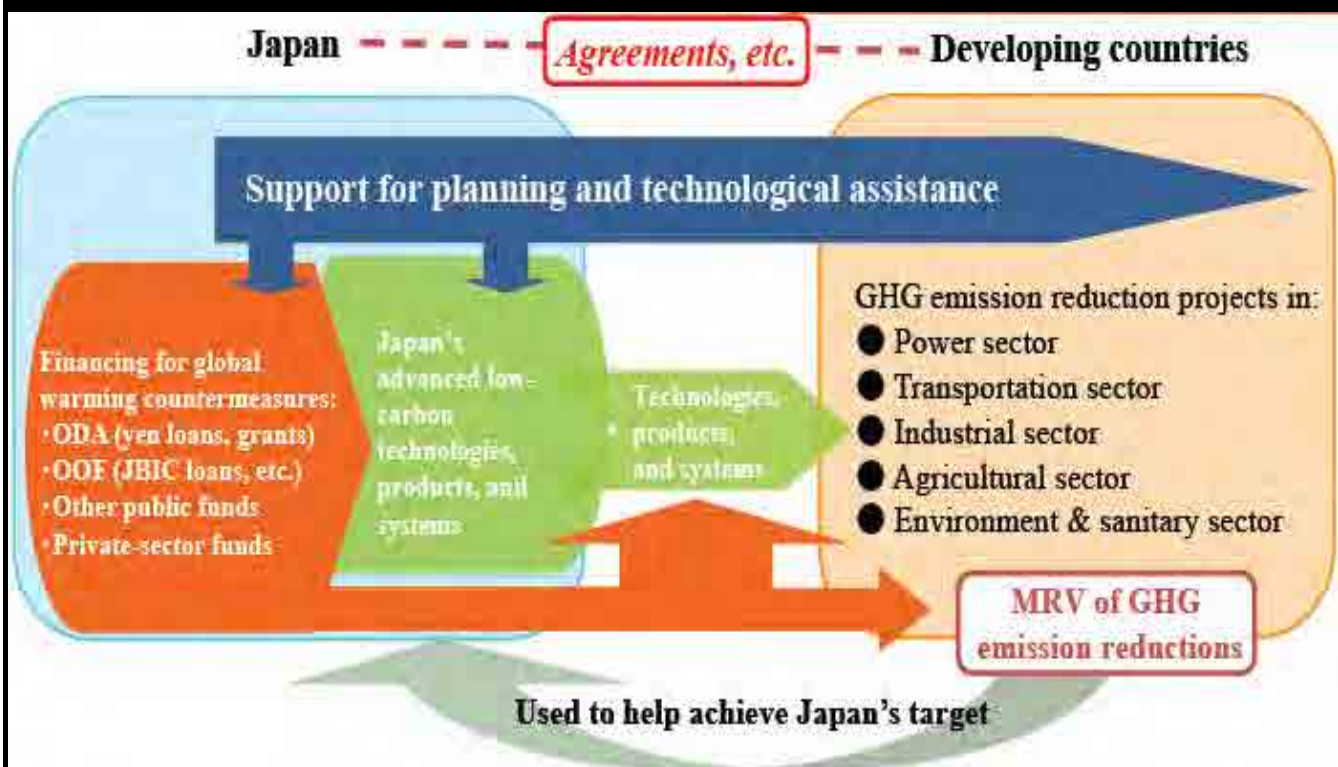 Japan
Agreements, etc.
Developing countries
Support for planning and technological assistance
Financing for global
warming countermeasures:
•ODA (yen loans, grants)
•OOF (JBIC loans, etc.)
•Other public funds
•Private-sector funds
Japan's
advanced low-
carbon
technologies,
products, and
systems
• Technologies,
products,
and systems
GHG emission reduction projects in:
● Power sector
● Transportation sector
● Industrial sector
● Agricultural sector
● Environment & sanitary sector
MRV of GHG
emission reductions
Used to help achieve Japan's target